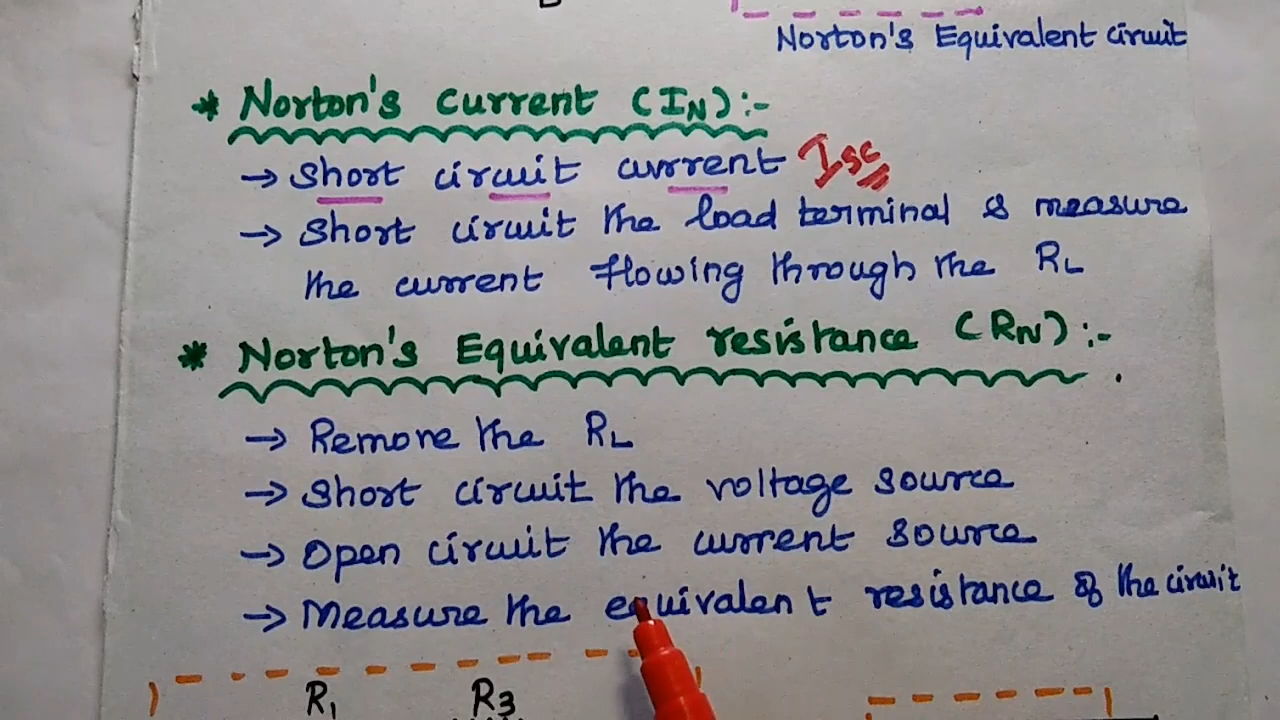 Norton's Equivalent circuit
* Norton's Current (IN):-
→ Short circuit current Isc
→ Short circuit the load terminal & measure
the current flowing through the RL
* Norton's Equivalent resistance (RN):-
→ Remove the RL
→ Short circuit the voltage source
→ Open circuit the current source
→ Measure the equivalent resistance of the circuit
R1 R3